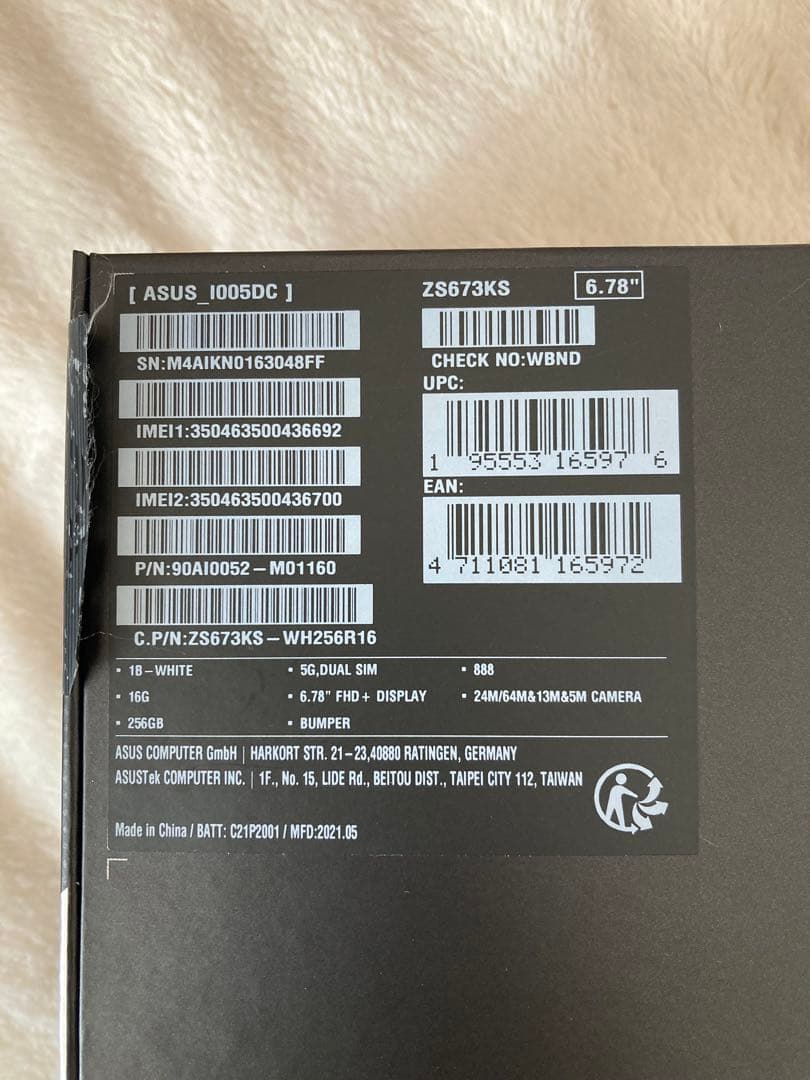 [ ASUS_I005DC ]
SN:M4AIKN0163048FF
IMEI1:350463500436692
IMEI2:350463500436700
P/N:90AI0052-M01160
C.P/N:ZS673KS-WH256R16
ZS673KS
6.78"
CHECK NO:WBND
UPC:
1 95553 16597 6
EAN:
4 711081 165972
▪ 1B-WHITE ▪ 5G,DUAL SIM ▪ 888
▪ 16G ▪ 6.78" FHD+ DISPLAY ▪ 24M/64M&13M&5M CAMERA
▪ 256GB ▪ BUMPER
ASUS COMPUTER GmbH | HARKORT STR. 21-23,40880 RATINGEN, GERMANY
ASUSTek COMPUTER INC. | 1F., No. 15, LIDE Rd., BEITOU DIST., TAIPEI CITY 112, TAIWAN
Made in China / BATT: C21P2001 / MFD:2021.05